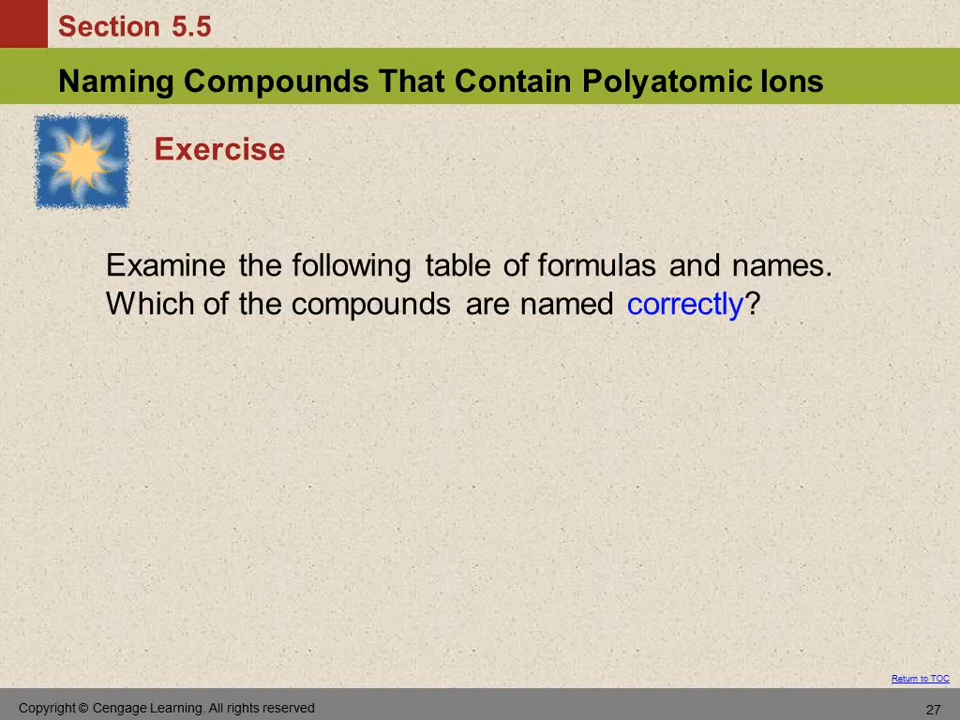 Section 5.5
Naming Compounds That Contain Polyatomic Ions
Exercise
Examine the following table of formulas and names.
Which of the compounds are named correctly?
Return to TOC
Copyright © Cengage Learning. All rights reserved
27